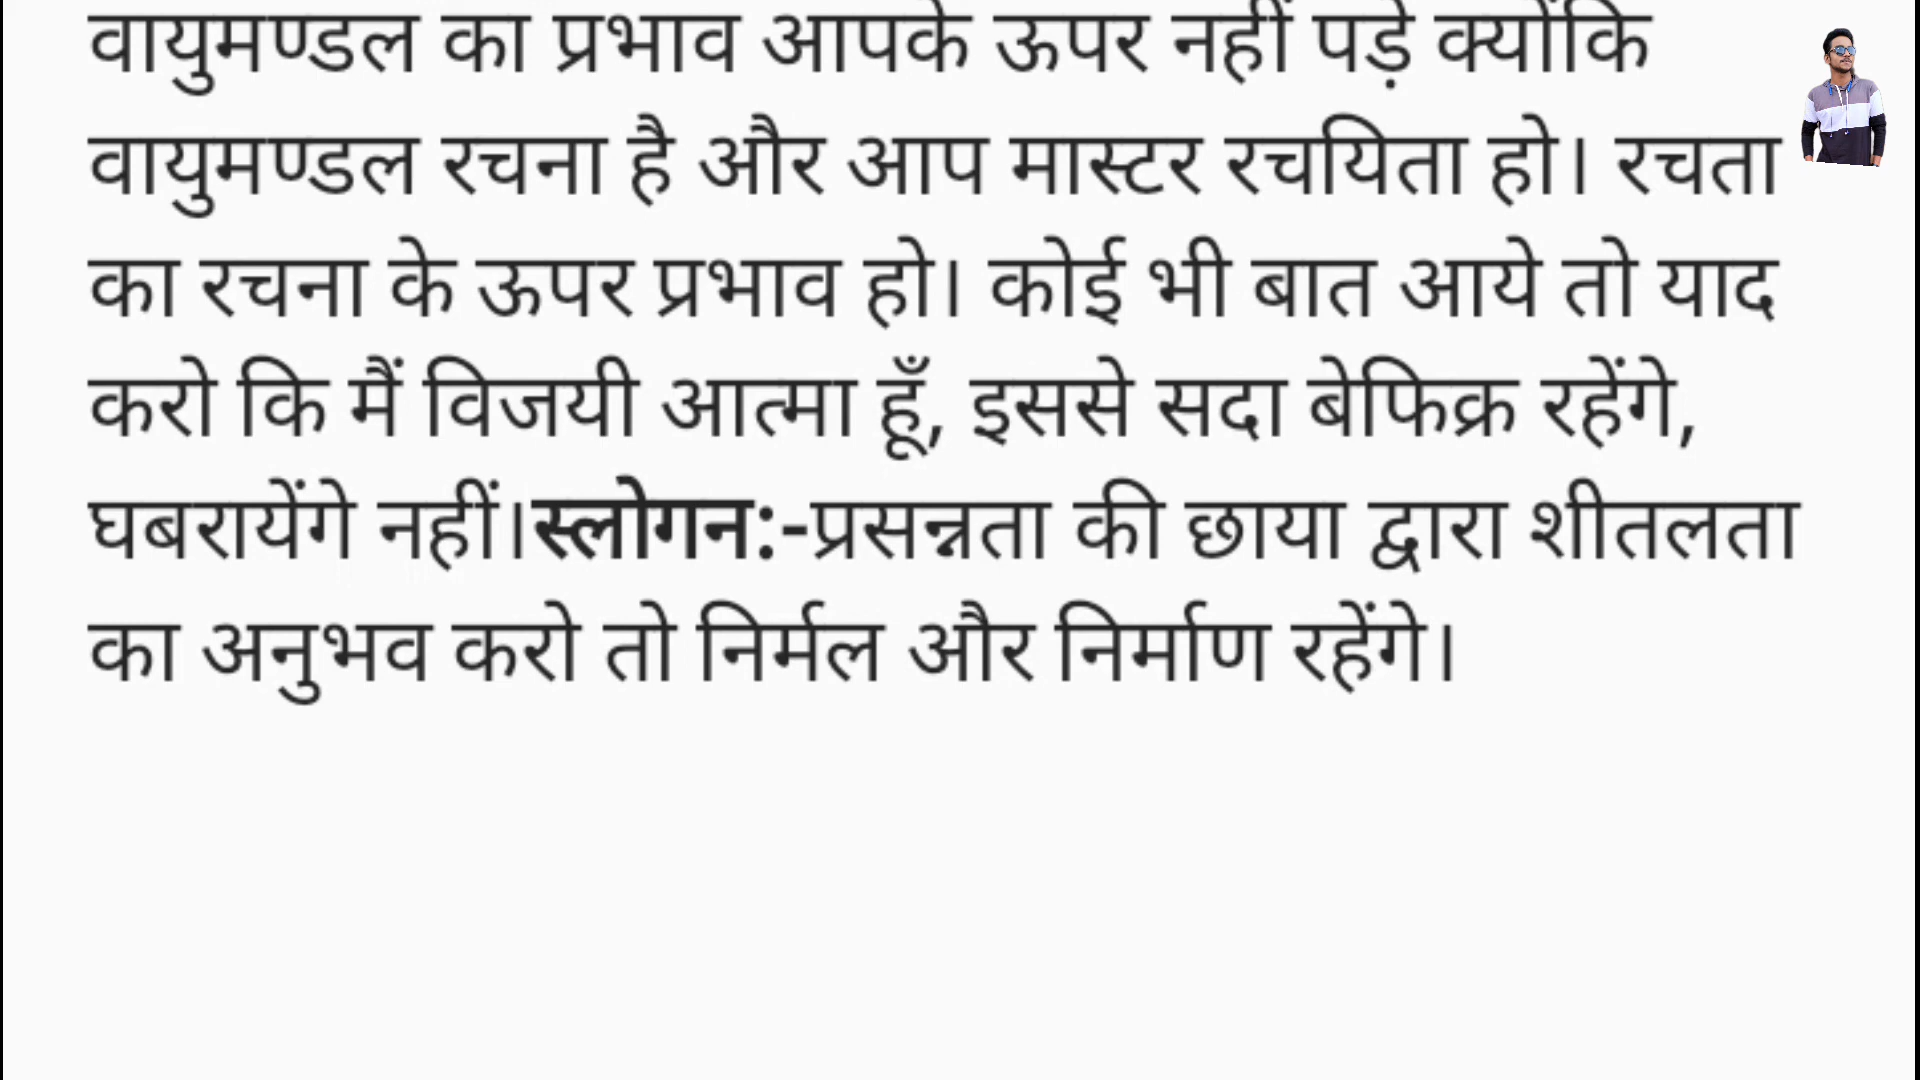 वायुमण्डल का प्रभाव आपके ऊपर नहीं पड़े क्योंकि
वायुमण्डल रचना है और आप मास्टर रचयिता हो। रचता
का रचना के ऊपर प्रभाव हो। कोई भी बात आये तो याद
करो कि मैं विजयी आत्मा हूँ, इससे सदा बेफिक्र रहेंगे,
घबरायेंगे नहीं।स्लोगन:-प्रसन्नता की छाया द्वारा शीतलता
का अनुभव करो तो निर्मल और निर्माण रहेंगे।